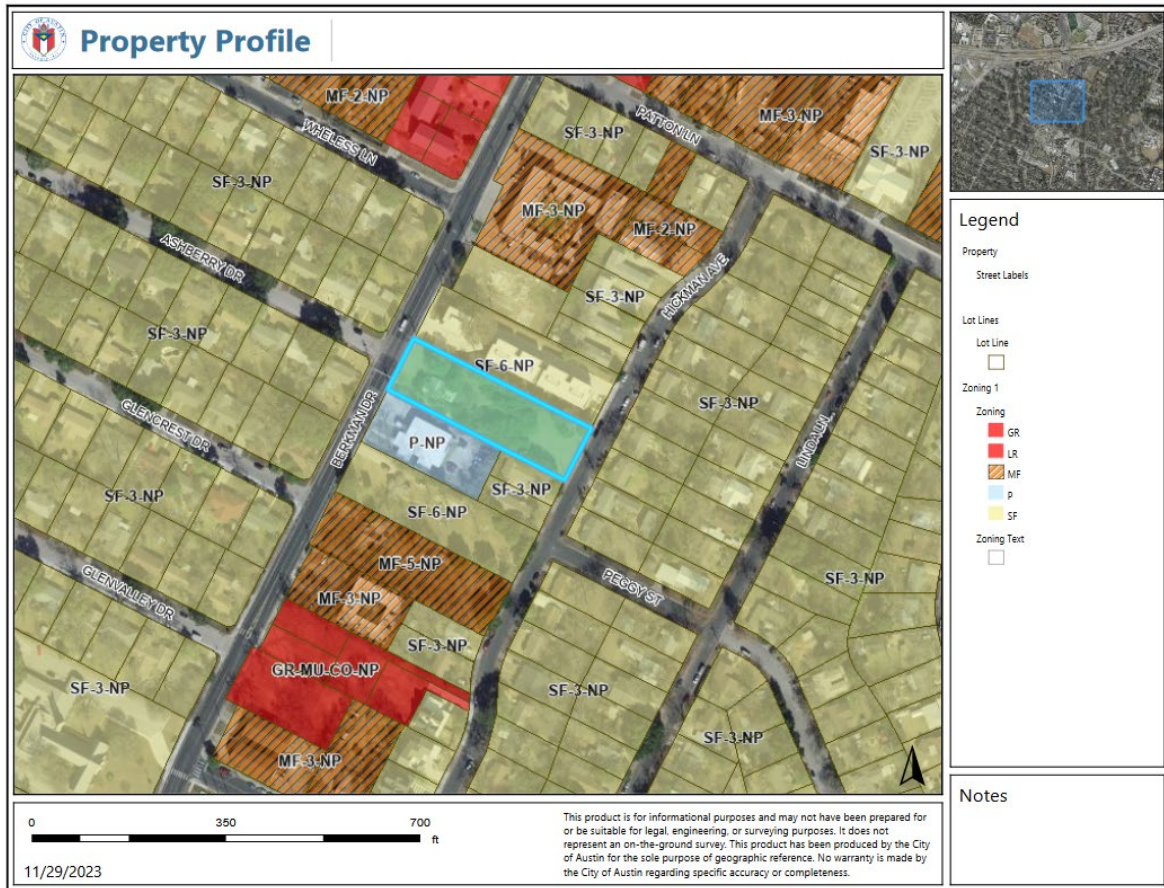 Property Profile
MF-2-NP
WHELESS LN
PATTON LN
MF-3-NP
SF-3-NP
SF-3-NP
SF-3-NP
MF-3-NP
MF-2-NP
ASHBERRY DR
HICKMAN AVE
SF-3-NP
SF-3-NP
SF-6-NP
SF-3-NP
GLENCREST DR
BERKMAN DR
P-NP
LINDA LN
SF-3-NP
SF-3-NP
SF-6-NP
MF-5-NP
SF-3-NP
GLENVALLEY DR
MF-3-NP
PEGGY ST
SF-3-NP
GR-MU-CO-NP
SF-3-NP
SF-3-NP
SF-3-NP
MF-3-NP
Legend
Property
Street Labels
Lot Lines
Lot Line
Zoning 1
Zoning
GR
LR
MF
P
SF
Zoning Text
Notes
0 350 700
ft
11/29/2023
This product is for informational purposes and may not have been prepared for
or be suitable for legal, engineering, or surveying purposes. It does not
represent an on-the-ground survey. This product has been produced by the City
of Austin for the sole purpose of geographic reference. No warranty is made by
the City of Austin regarding specific accuracy or completeness.